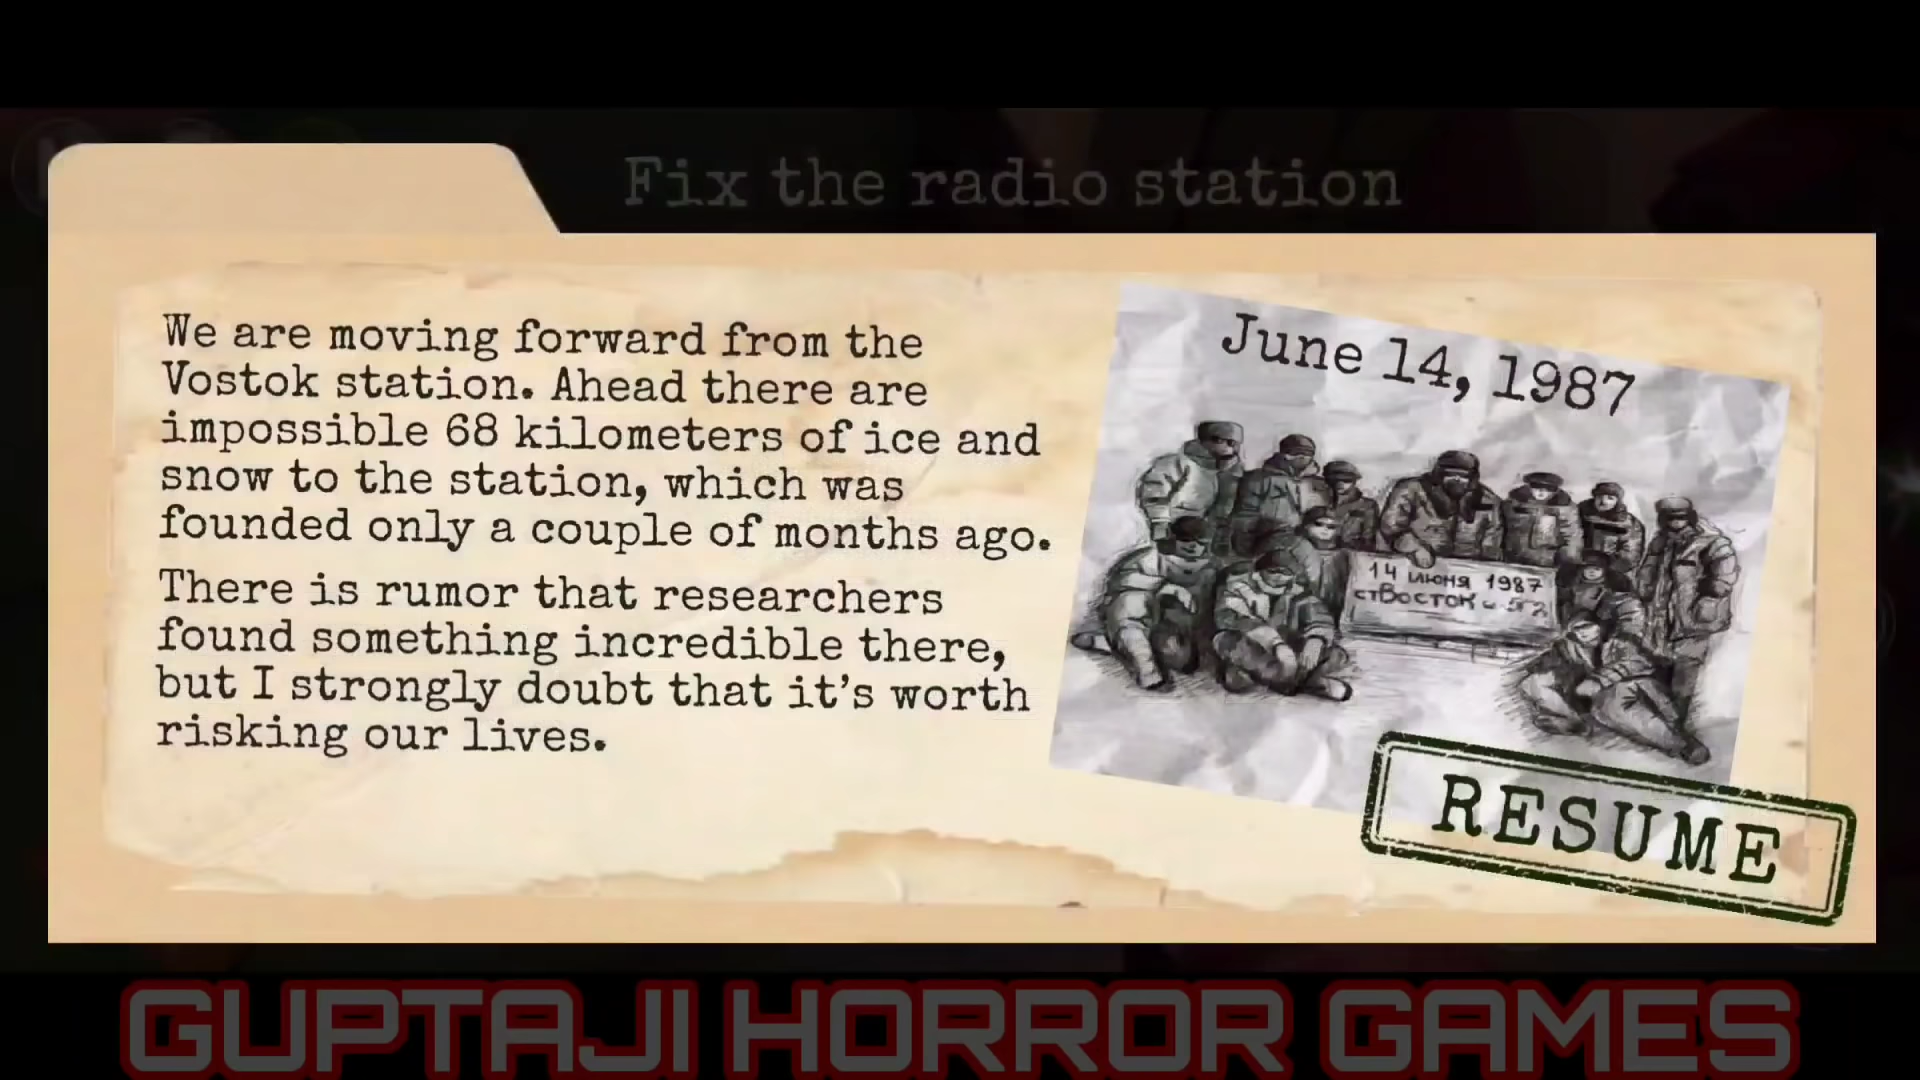 Fix the radio station
We are moving forward from the
Vostok station. Ahead there are
impossible 68 kilometers of ice and
snow to the station, which was
founded only a couple of months ago.
There is rumor that researchers
found something incredible there,
but I strongly doubt that it's worth
risking our lives.
June 14, 1987
14 июня 1987
стВосток
RESUME
GUPTAJI HORROR GAMES